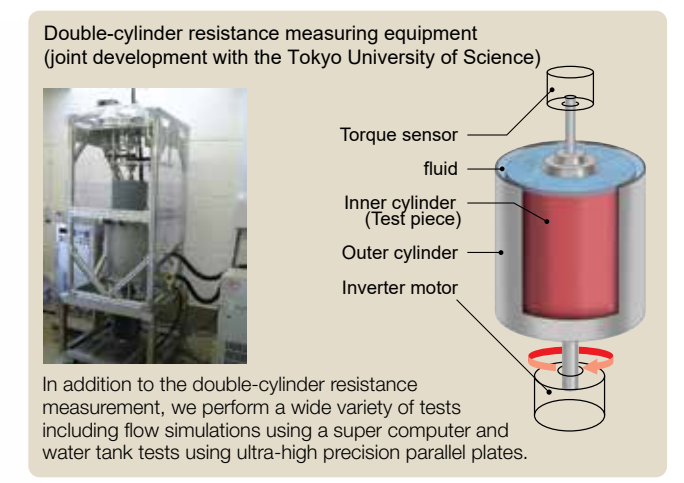 Double-cylinder resistance measuring equipment
(joint development with the Tokyo University of Science)
Torque sensor
fluid
Inner cylinder
(Test piece)
Outer cylinder
Inverter motor
In addition to the double-cylinder resistance
measurement, we perform a wide variety of tests
including flow simulations using a super computer and
water tank tests using ultra-high precision parallel plates.